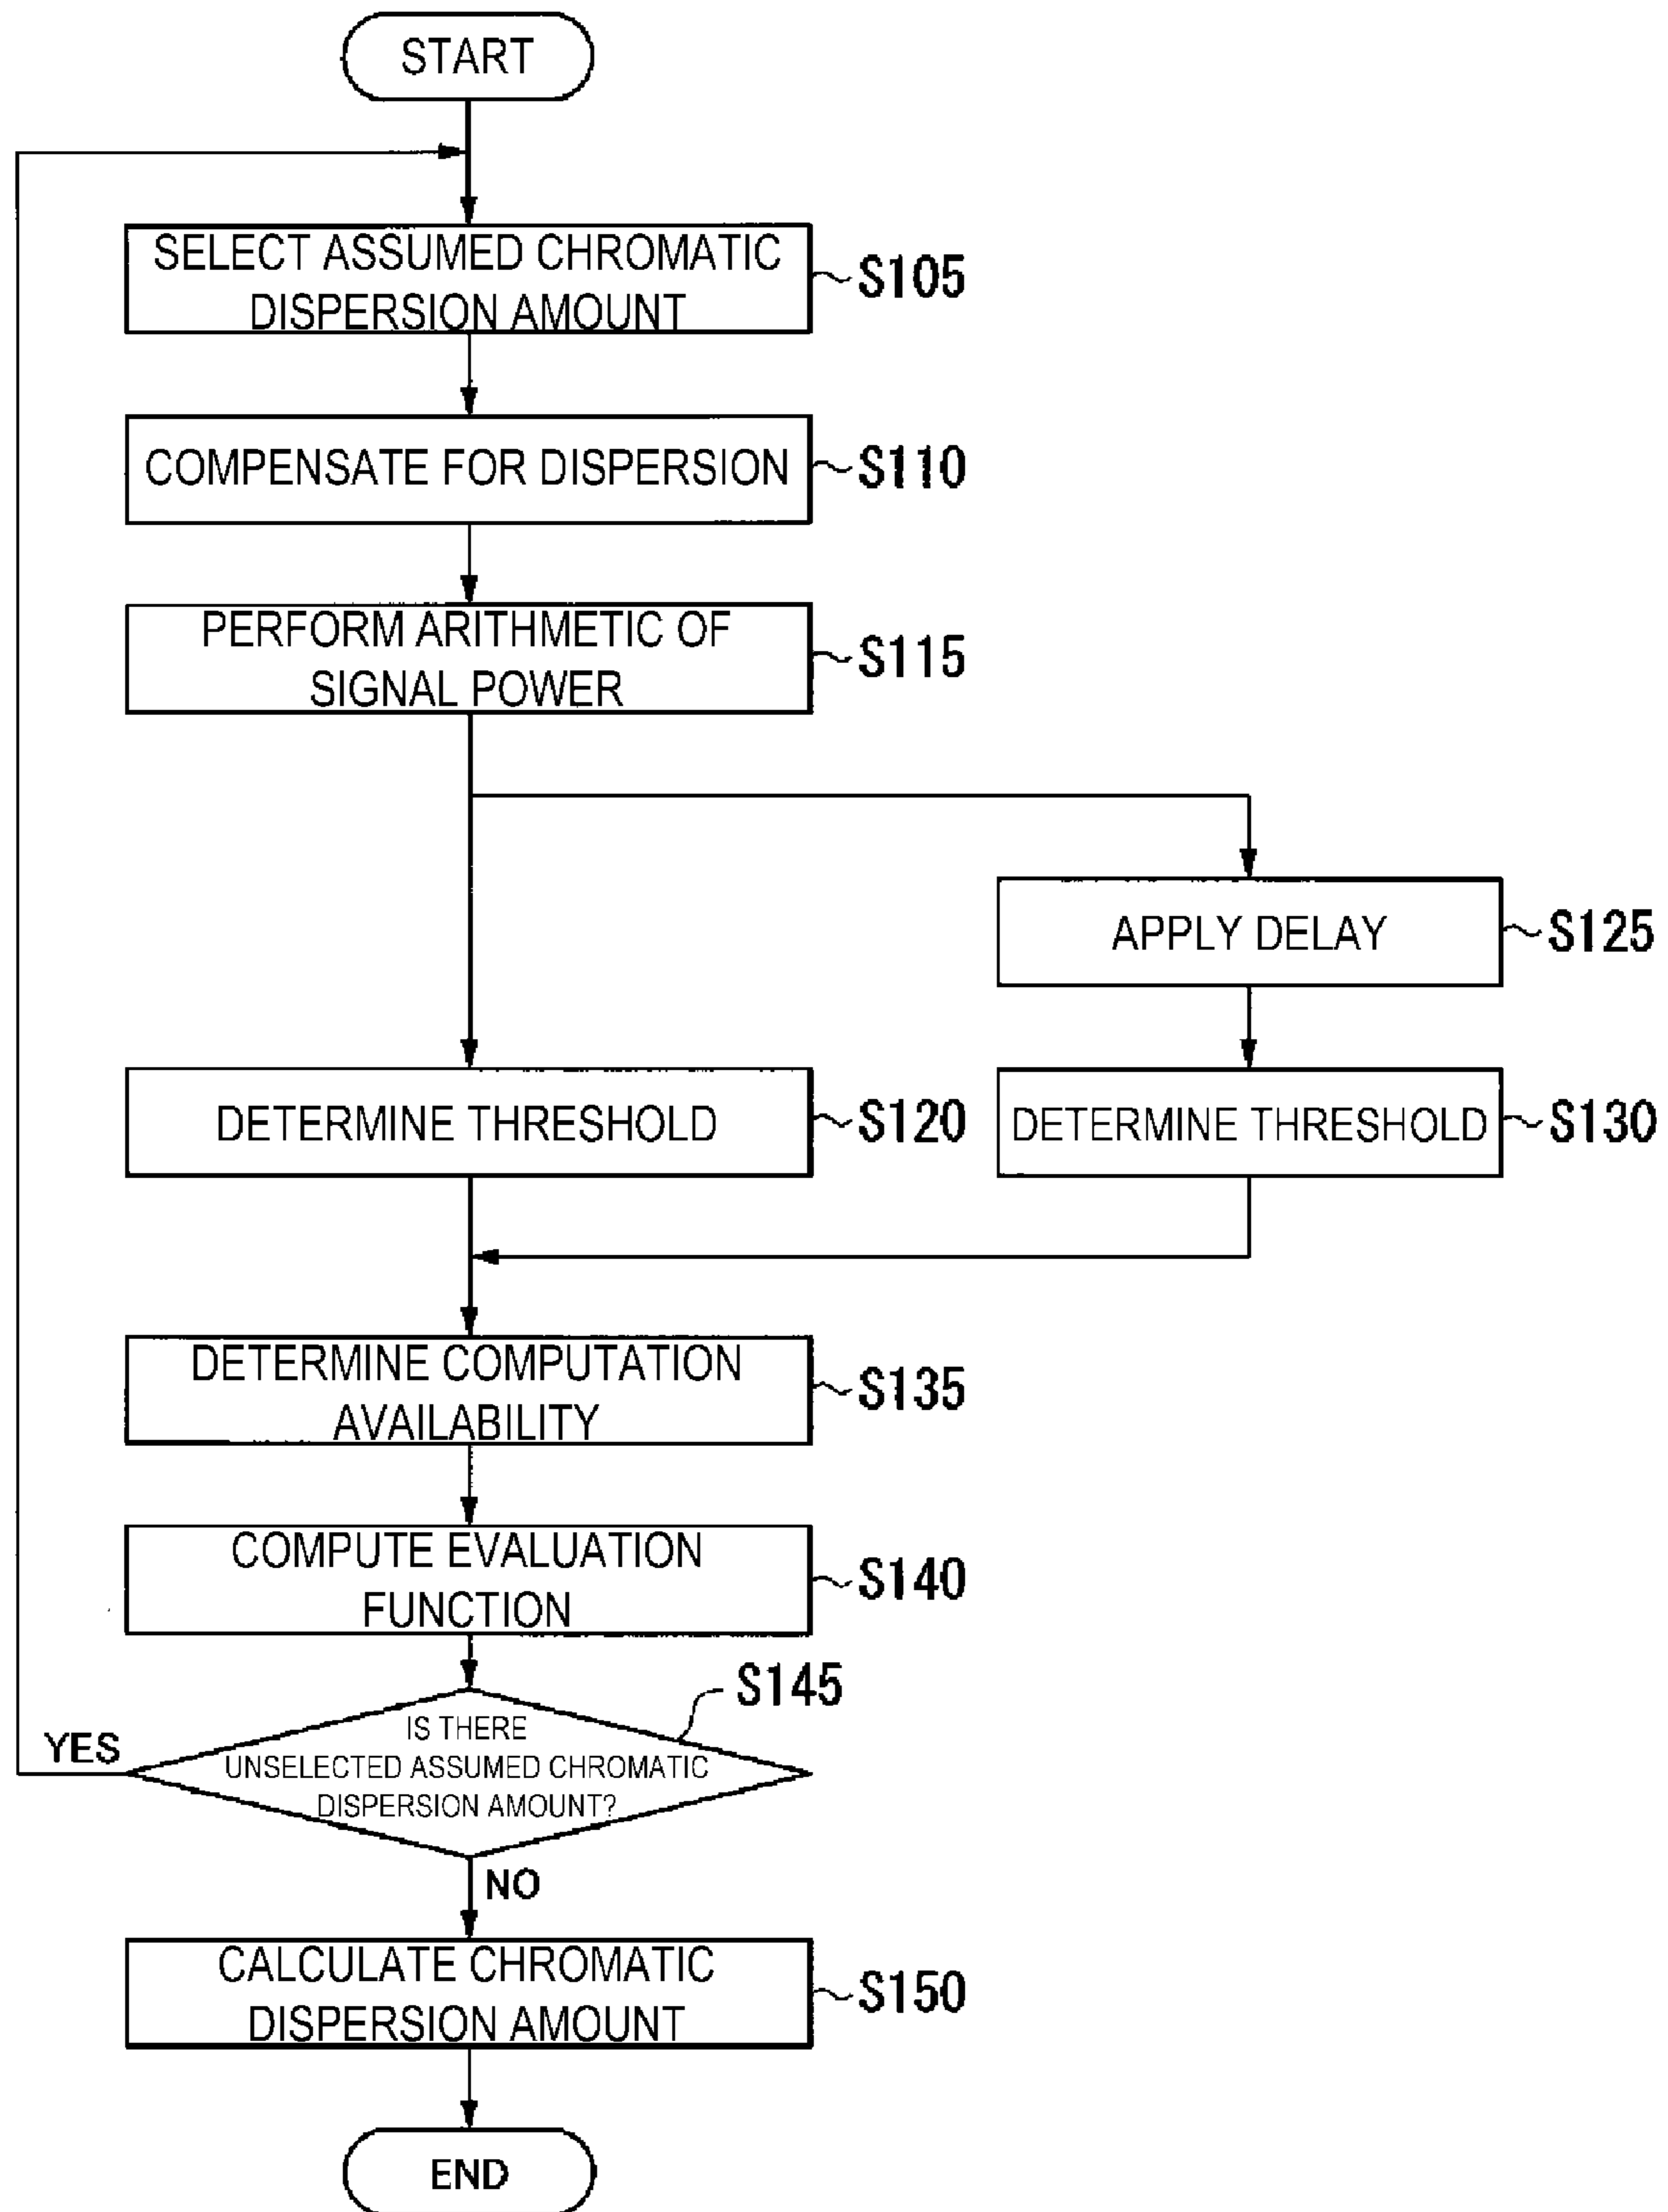 START
SELECT ASSUMED CHROMATIC
DISPERSION AMOUNT
S105
COMPENSATE FOR DISPERSION
S110
PERFORM ARITHMETIC OF
SIGNAL POWER
S115
APPLY DELAY
S125
DETERMINE THRESHOLD
S120
DETERMINE THRESHOLD
S130
DETERMINE COMPUTATION
AVAILABILITY
S135
COMPUTE EVALUATION
FUNCTION
S140
S145
IS THERE
UNSELECTED ASSUMED CHROMATIC
DISPERSION AMOUNT?
YES
NO
CALCULATE CHROMATIC
DISPERSION AMOUNT
S150
END